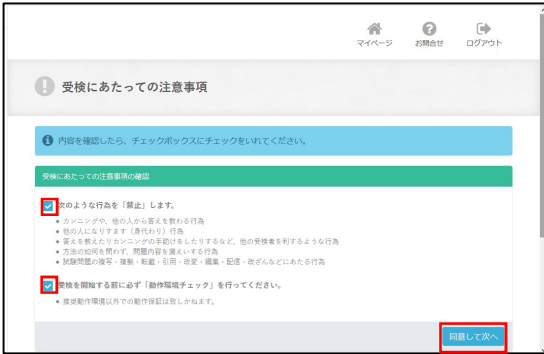 マイページ
お問合せ
ログアウト
受検にあたっての注意事項
内容を確認したら、チェックボックスにチェックをいれてください。
受検にあたっての注意事項の確認
次のような行為を「禁止」します。
カンニングや、他の人から答えを教わる行為
他の人になりすます（身代わり）行為
答えを教えたりカンニングの手助けをしたりするなど、他の受検者を利するような行為
方法の如何を問わず、問題内容を漏えいする行為
試験問題の複写・複製・転載・引用・改変・編集・配信・改ざんなどにあたる行為
受検を開始する前に必ず「動作環境チェック」を行ってください。
推奨動作環境以外での動作保証は致しかねます。
同意して次へ